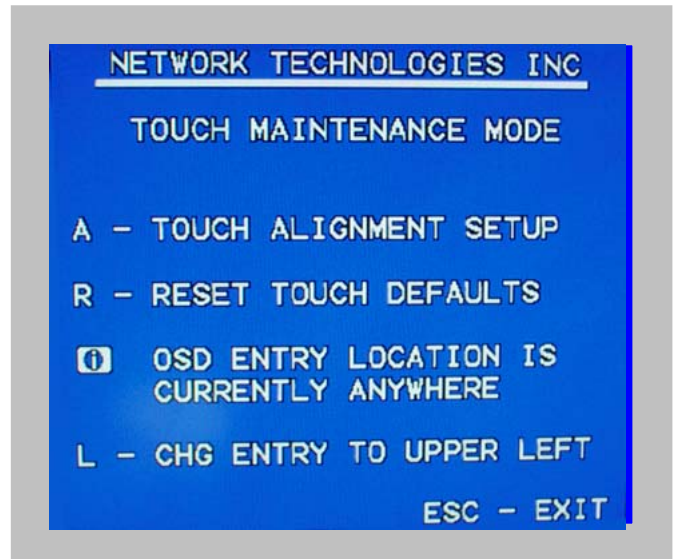 NETWORK TECHNOLOGIES INC
TOUCH MAINTENANCE MODE
A - TOUCH ALIGNMENT SETUP
R - RESET TOUCH DEFAULTS
i OSD ENTRY LOCATION IS
CURRENTLY ANYWHERE
L - CHG ENTRY TO UPPER LEFT
ESC - EXIT